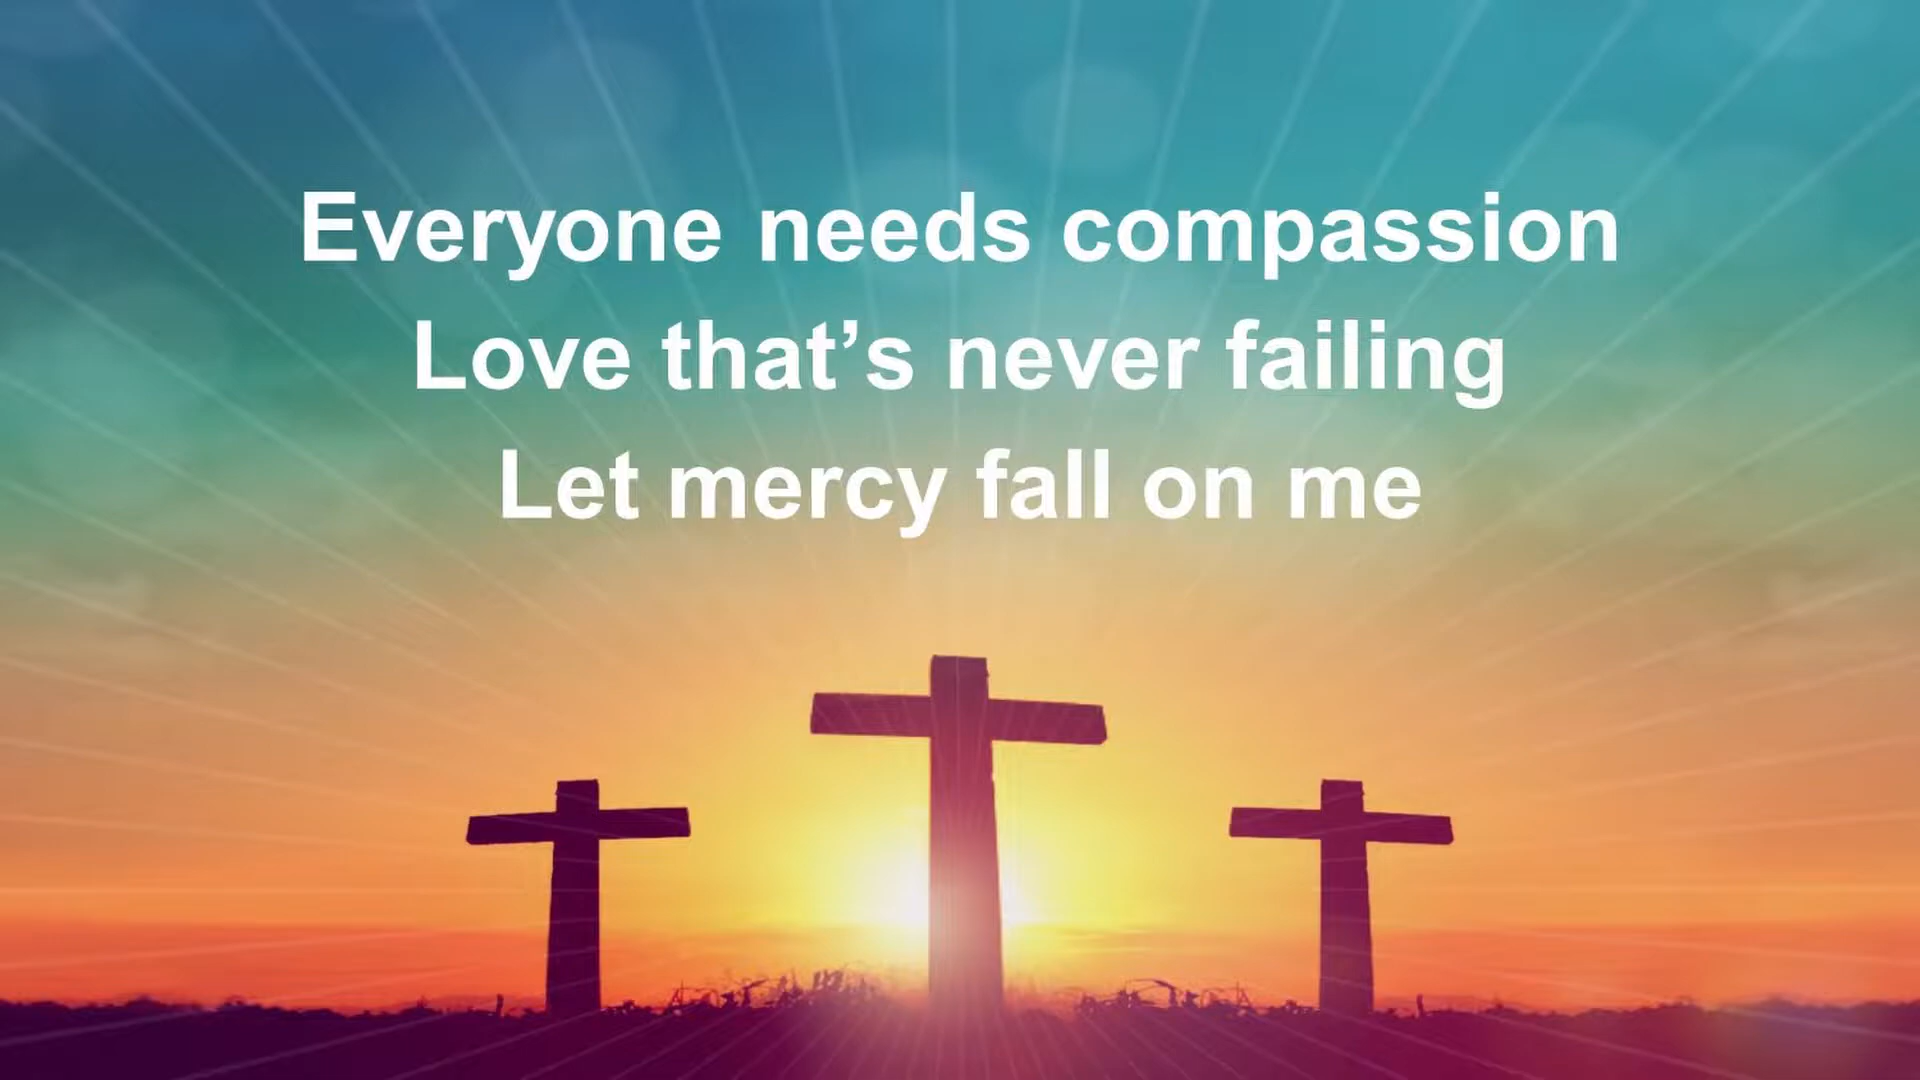 Everyone needs compassion
Love that’s never failing
Let mercy fall on me